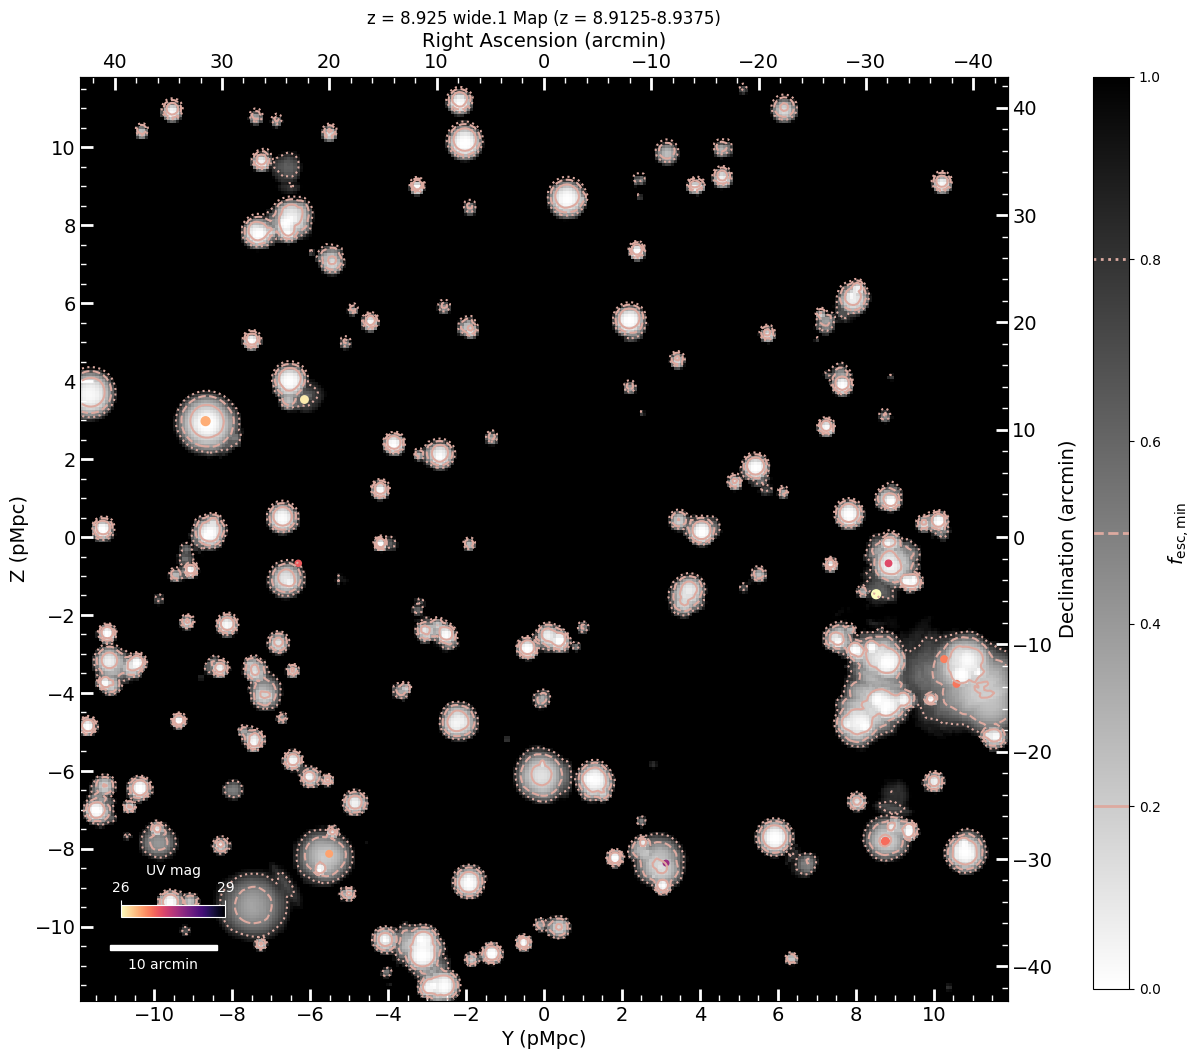 z = 8.925 wide.1 Map (z = 8.9125-8.9375)
Right Ascension (arcmin)
40 30 20 10 0 −10 −20 −30 −40
10
8
6
4
2
0
−2
−4
−6
−8
−10
Z (pMpc)
−10 −8 −6 −4 −2 0 2 4 6 8 10
Y (pMpc)
40
30
20
10
0
−10
−20
−30
−40
Declination (arcmin)
UV mag
26 29
10 arcmin
1.0
0.8
0.6
0.4
0.2
0.0
fesc,min